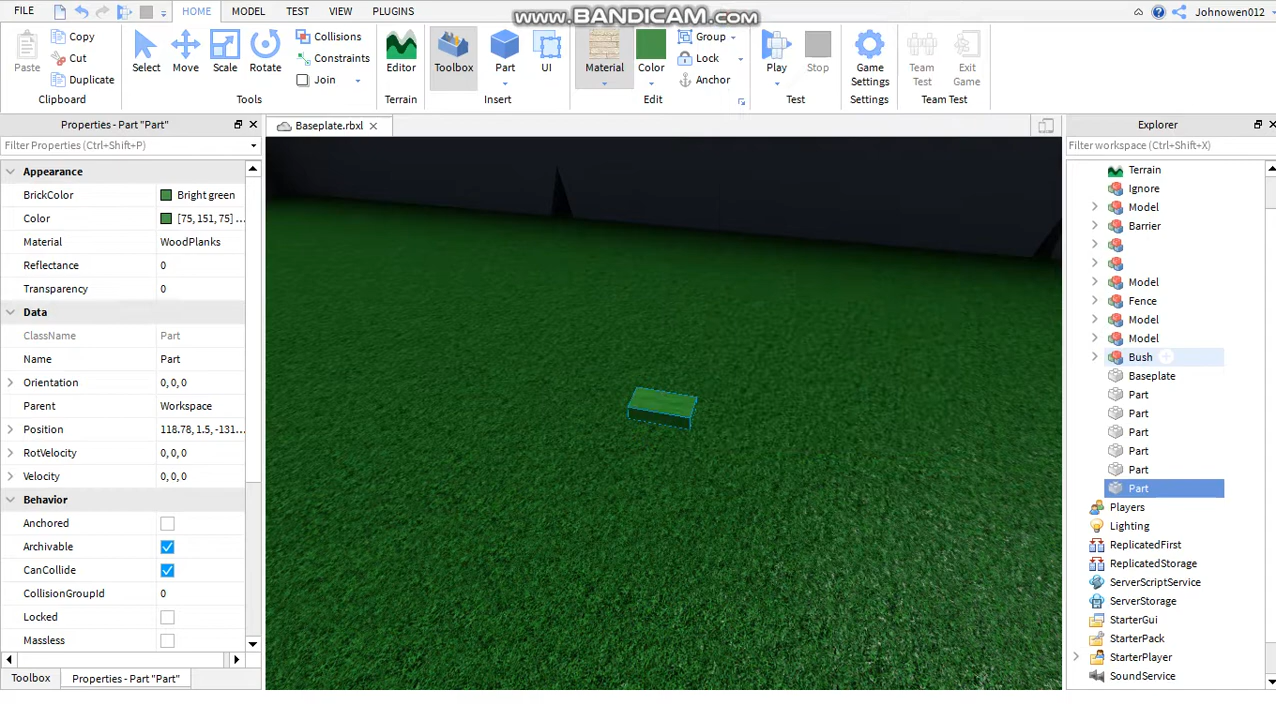 FILE
HOME
MODEL
TEST
VIEW
PLUGINS
www.BANDICAM.com
Johnowen012
Paste
Copy
Cut
Duplicate
Clipboard
Select
Move
Scale
Rotate
Collisions
Constraints
Join
Tools
Editor
Terrain
Toolbox
Part
UI
Insert
Material
Color
Group
Lock
Anchor
Edit
Play
Stop
Test
Game
Settings
Settings
Team
Test
Exit
Game
Team Test
Properties - Part "Part"
Filter Properties (Ctrl+Shift+P)
Appearance
BrickColor Bright green
Color [75, 151, 75] ...
Material WoodPlanks
Reflectance 0
Transparency 0
Data
ClassName Part
Name Part
Orientation 0, 0, 0
Parent Workspace
Position 118.78, 1.5, -131...
RotVelocity 0, 0, 0
Velocity 0, 0, 0
Behavior
Anchored
Archivable
CanCollide
CollisionGroupId 0
Locked
Massless
Toolbox
Properties - Part "Part"
Baseplate.rbxl
Explorer
Filter workspace (Ctrl+Shift+X)
Terrain
Ignore
Model
Barrier
Model
Fence
Model
Model
Bush
Baseplate
Part
Part
Part
Part
Part
Part
Players
Lighting
ReplicatedFirst
ReplicatedStorage
ServerScriptService
ServerStorage
StarterGui
StarterPack
StarterPlayer
SoundService